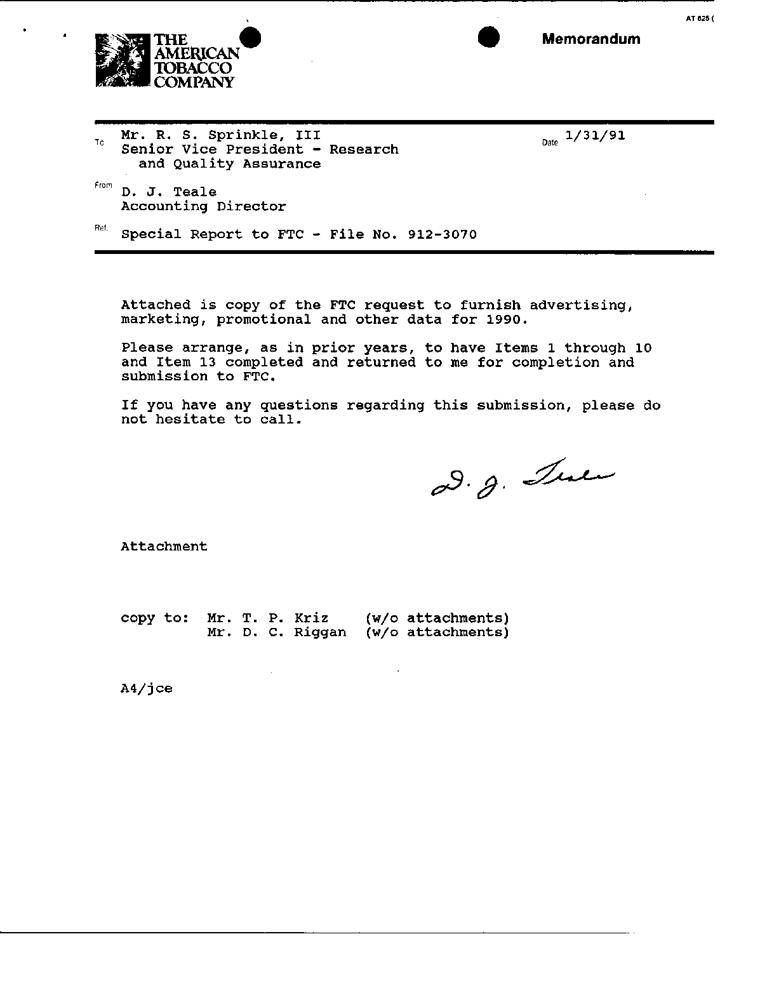 AT 825 (
THE
AMERICAN
TOBACCO
COMPANY
Memorandum
To Mr. R. S. Sprinkle, III
Date 1/31/91
Senior Vice President - Research
and Quality Assurance
From D. J. Teale
Accounting Director
Ref. Special Report to FTC - File No. 912-3070
Attached is copy of the FTC request to furnish advertising,
marketing, promotional and other data for 1990.
Please arrange, as in prior years, to have Items 1 through 10
and Item 13 completed and returned to me for completion and
submission to FTC.
If you have any questions regarding this submission, please do
not hesitate to call.
D. J. Teale
Attachment
copy to: Mr. T. P. Kriz (w/o attachments)
Mr. D. C. Riggan (w/o attachments)
A4/jce